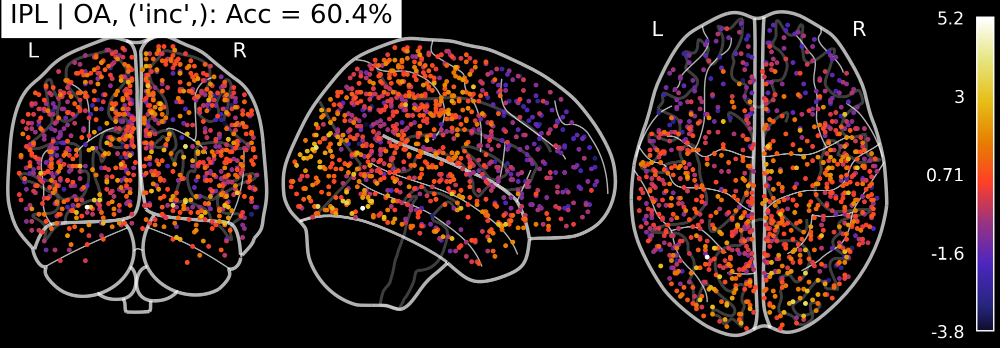 IPL | OA, ('inc',): Acc = 60.4%
L
R
L
R
5.2
3
0.71
-1.6
-3.8